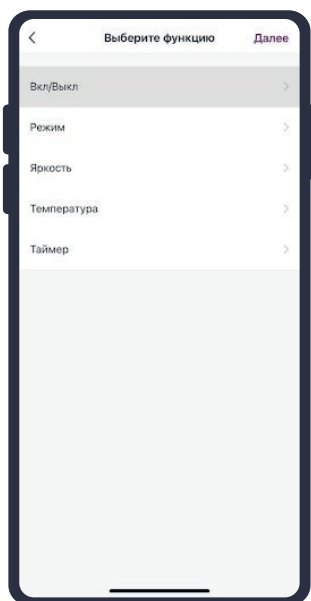 Выберите функцию Далее
Вкл/Выкл
Режим
Яркость
Температура
Таймер